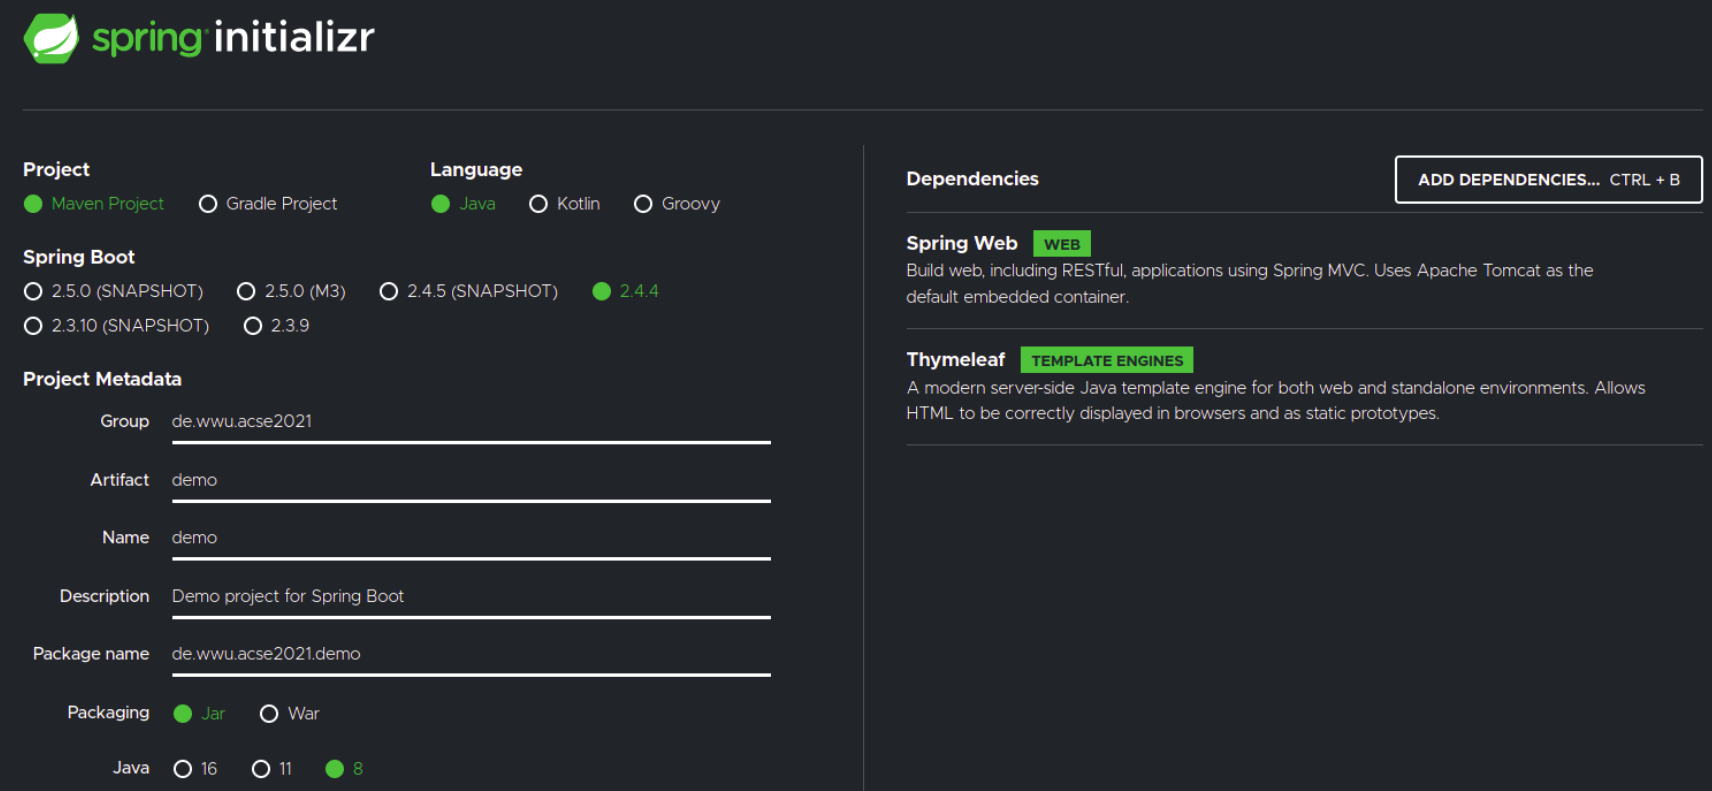 spring initializr
Project
Maven Project Gradle Project
Language
Java Kotlin Groovy
Spring Boot
2.5.0 (SNAPSHOT) 2.5.0 (M3) 2.4.5 (SNAPSHOT) 2.4.4
2.3.10 (SNAPSHOT) 2.3.9
Project Metadata
Group de.wwu.acse2021
Artifact demo
Name demo
Description Demo project for Spring Boot
Package name de.wwu.acse2021.demo
Packaging Jar War
Java 16 11 8
Dependencies
ADD DEPENDENCIES... CTRL + B
Spring Web WEB
Build web, including RESTful, applications using Spring MVC. Uses Apache Tomcat as the
default embedded container.
Thymeleaf TEMPLATE ENGINES
A modern server-side Java template engine for both web and standalone environments. Allows
HTML to be correctly displayed in browsers and as static prototypes.